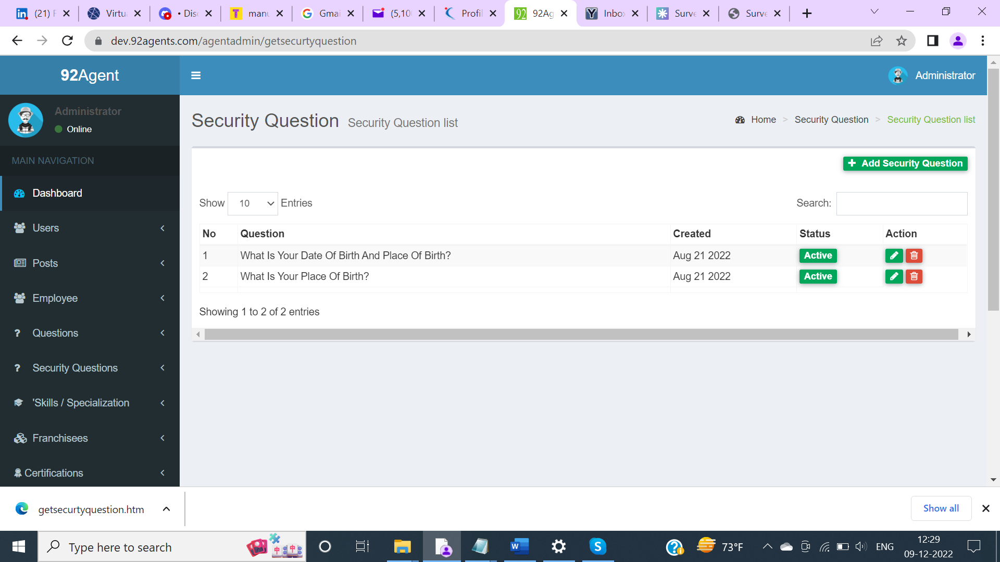 (21) F
Virtu
• Disc
manu
Gmai
(5,10
Profil
92Ag
Inbox
Surve
Surve
dev.92agents.com/agentadmin/getsecurtyquestion
92Agent
Administrator
Administrator
Online
Security Question Security Question list
Home > Security Question > Security Question list
MAIN NAVIGATION
Dashboard
Users
Posts
Employee
Questions
Security Questions
'Skills / Specialization
Franchisees
Certifications
+ Add Security Question
Show 10 Entries
Search:
No Question Created Status Action
1 What Is Your Date Of Birth And Place Of Birth? Aug 21 2022 Active
2 What Is Your Place Of Birth? Aug 21 2022 Active
Showing 1 to 2 of 2 entries
getsecurtyquestion.htm
Show all
Type here to search
73°F
ENG
12:29
09-12-2022